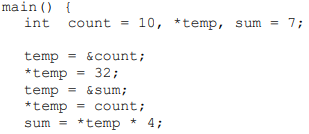 main() {
int count = 10, *temp, sum = 7;
temp = &count;
*temp = 32;
temp = &sum;
*temp = count;
sum = *temp * 4;